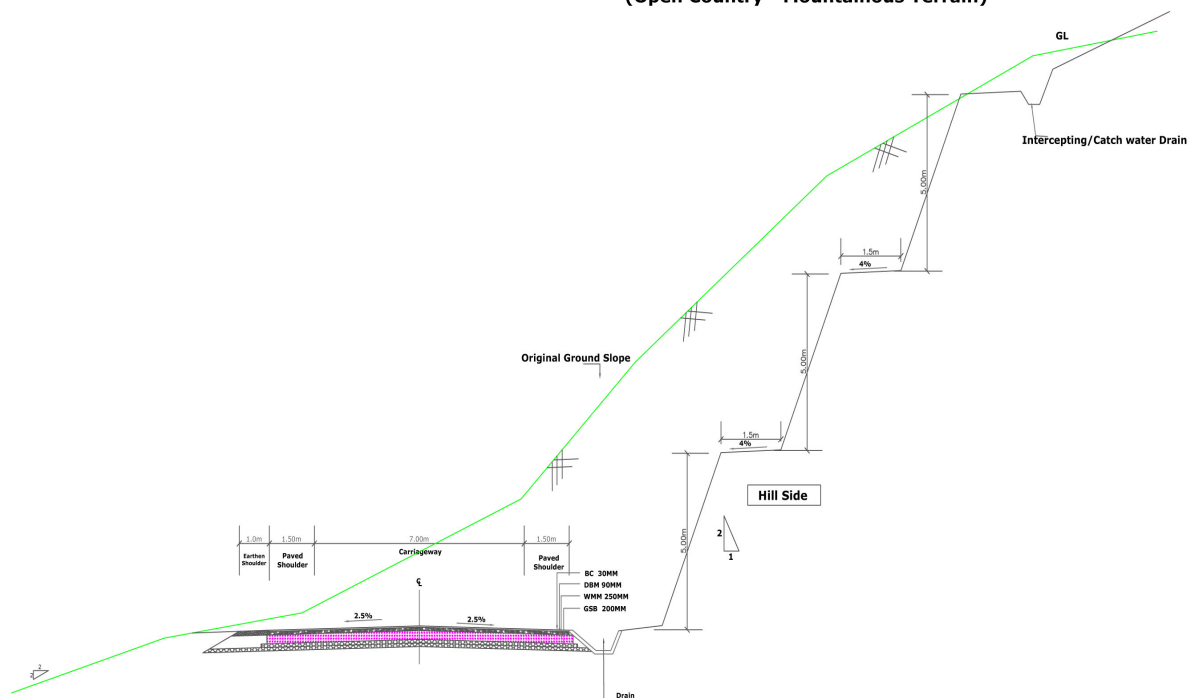 (Open Country - Mountainous Terrain)
GL
Intercepting/Catch water Drain
5.00m
1.5m
4%
5.00m
Original Ground Slope
1.5m
4%
Hill Side
5.00m
2
1
1.0m
1.50m
7.00m
1.50m
Earthen
Shoulder
Paved
Shoulder
Carriageway
Paved
Shoulder
BC 30MM
DBM 90MM
WMM 250MM
GSB 200MM
℄
2.5%
2.5%
2
2
Drain